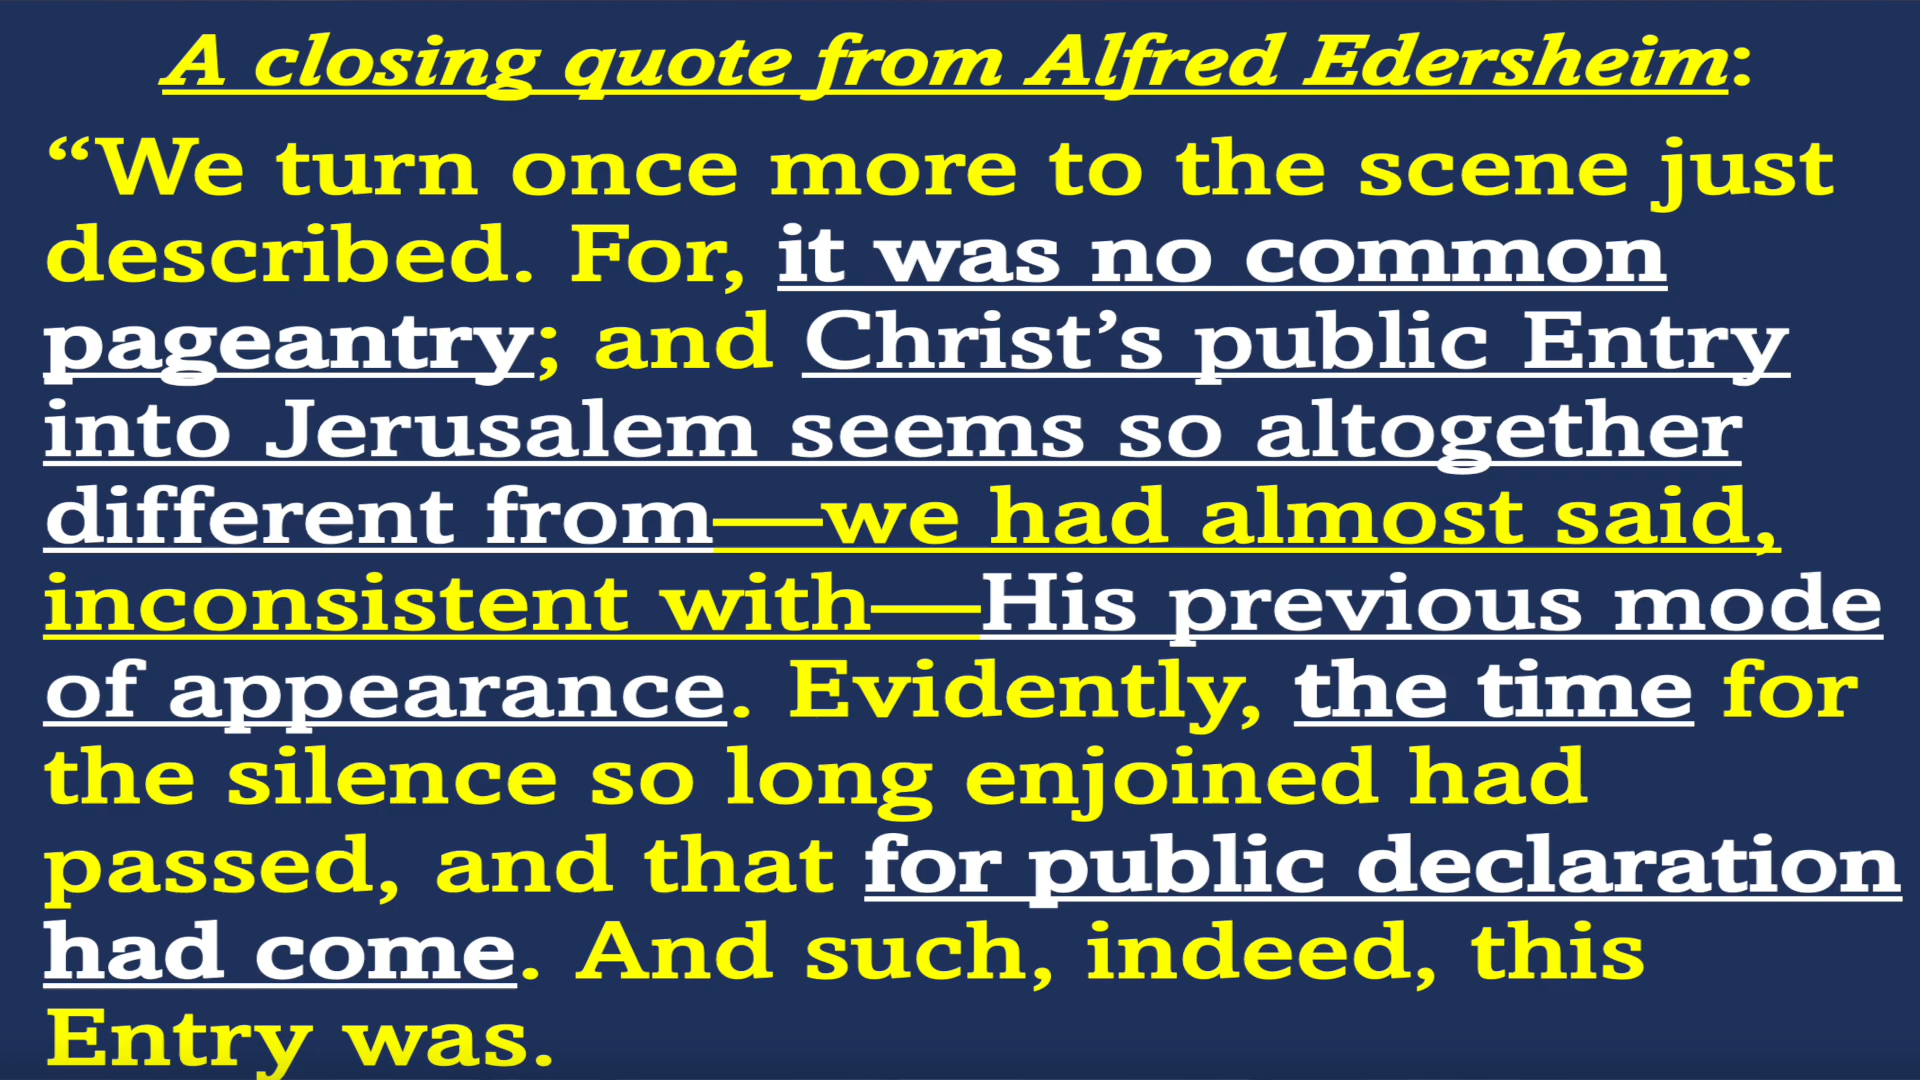 A closing quote from Alfred Edersheim:
“We turn once more to the scene just
described. For, it was no common
pageantry; and Christ’s public Entry
into Jerusalem seems so altogether
different from—we had almost said,
inconsistent with—His previous mode
of appearance. Evidently, the time for
the silence so long enjoined had
passed, and that for public declaration
had come. And such, indeed, this
Entry was.